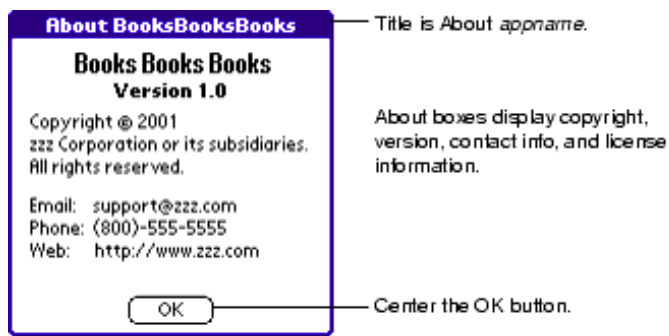 About BooksBooksBooks
Title is About appname.
Books Books Books
Version 1.0
Copyright © 2001
zzz Corporation or its subsidiaries.
All rights reserved.
About boxes display copyright,
version, contact info, and license
information.
Email: support@zzz.com
Phone: (800)-555-5555
Web: http://www.zzz.com
OK
Center the OK button.